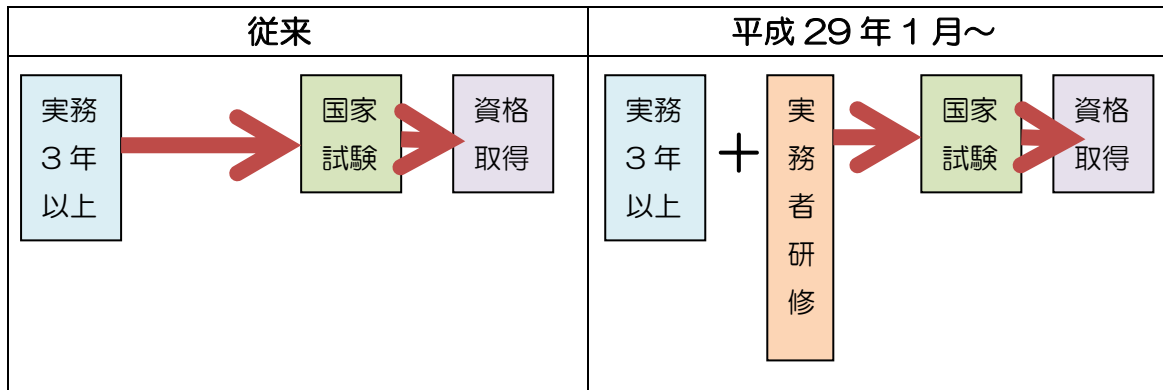 従来
実務
３年
以上
国家
試験
資格
取得
平成29年1月～
実務
３年
以上
＋
実
務
者
研
修
国家
試験
資格
取得